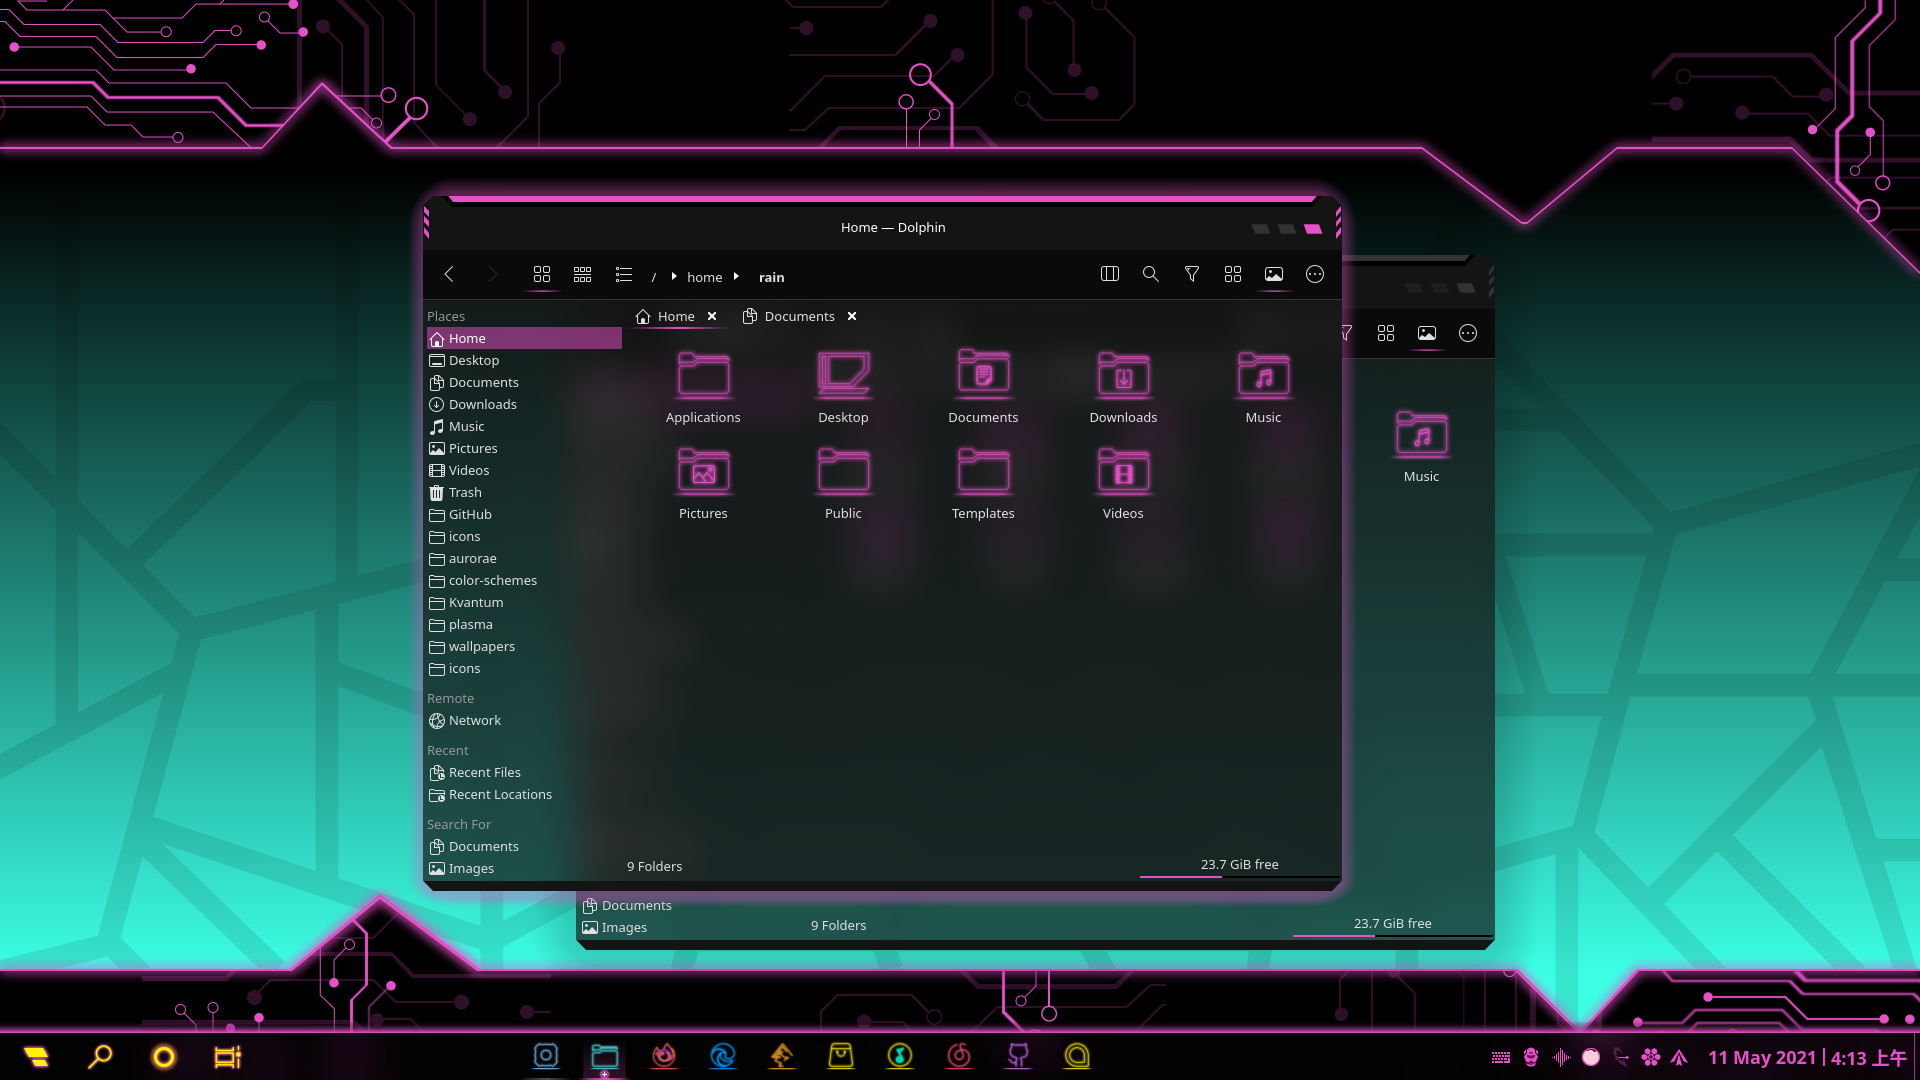 Home — Dolphin
/ home rain
Places
Home
Desktop
Documents
Downloads
Music
Pictures
Videos
Trash
GitHub
icons
aurorae
color-schemes
Kvantum
plasma
wallpapers
icons
Remote
Network
Recent
Recent Files
Recent Locations
Search For
Documents
Images
Home Documents
Applications Desktop Documents Downloads Music
Pictures Public Templates Videos
9 Folders 23.7 GiB free
Music
Documents
Images
9 Folders 23.7 GiB free
11 May 2021 4:13 上午